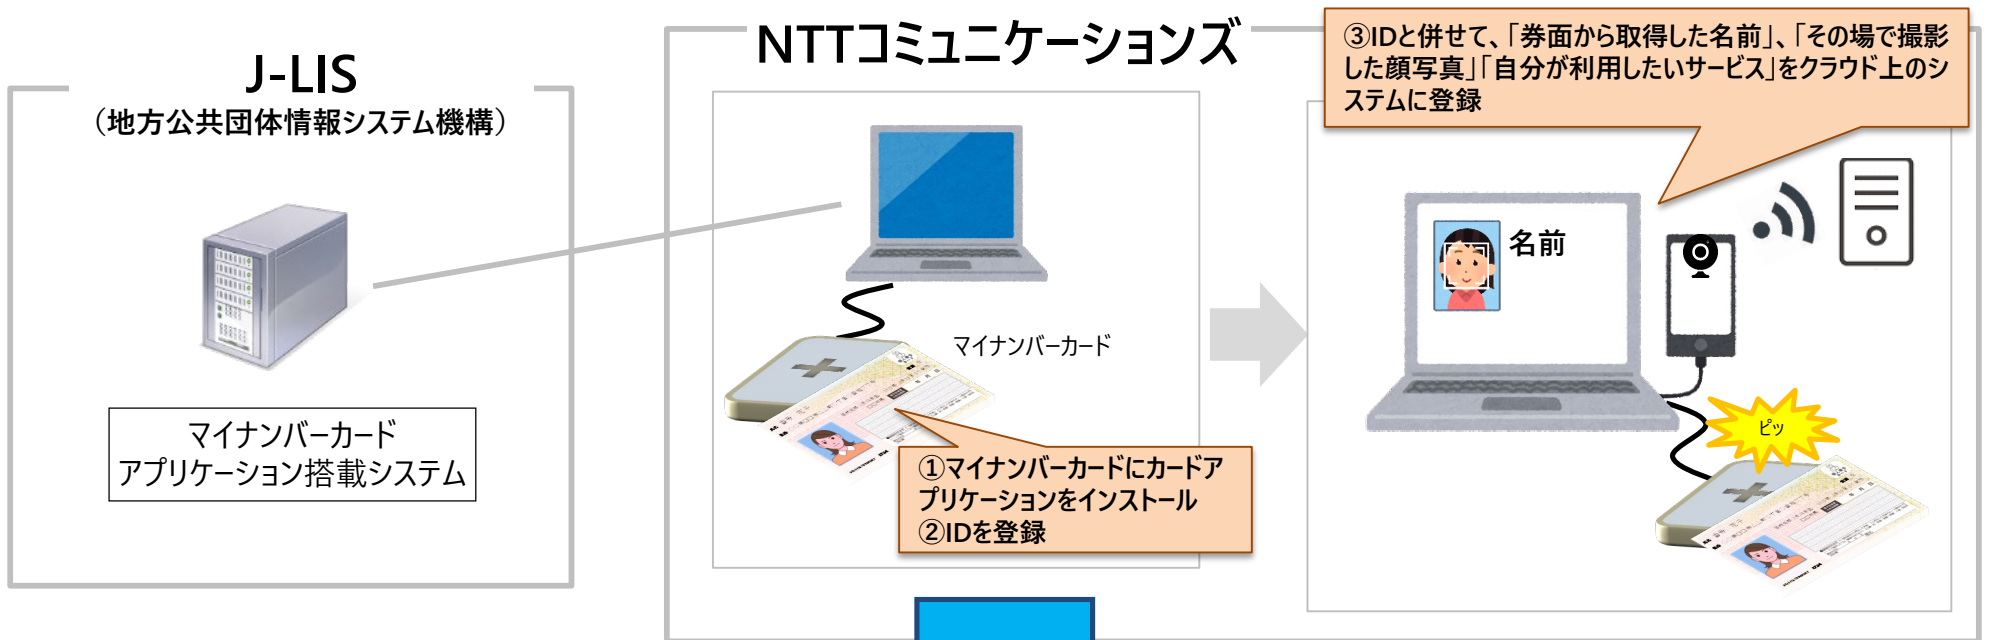 J-LIS
（地方公共団体情報システム機構）
マイナンバーカード
アプリケーション搭載システム
NTTコミュニケーションズ
マイナンバーカード
①マイナンバーカードにカードア
プリケーションをインストール
②IDを登録
③IDと併せて、「券面から取得した名前」、「その場で撮影
した顔写真」「自分が利用したいサービス」をクラウド上のシ
ステムに登録
名前
ピッ